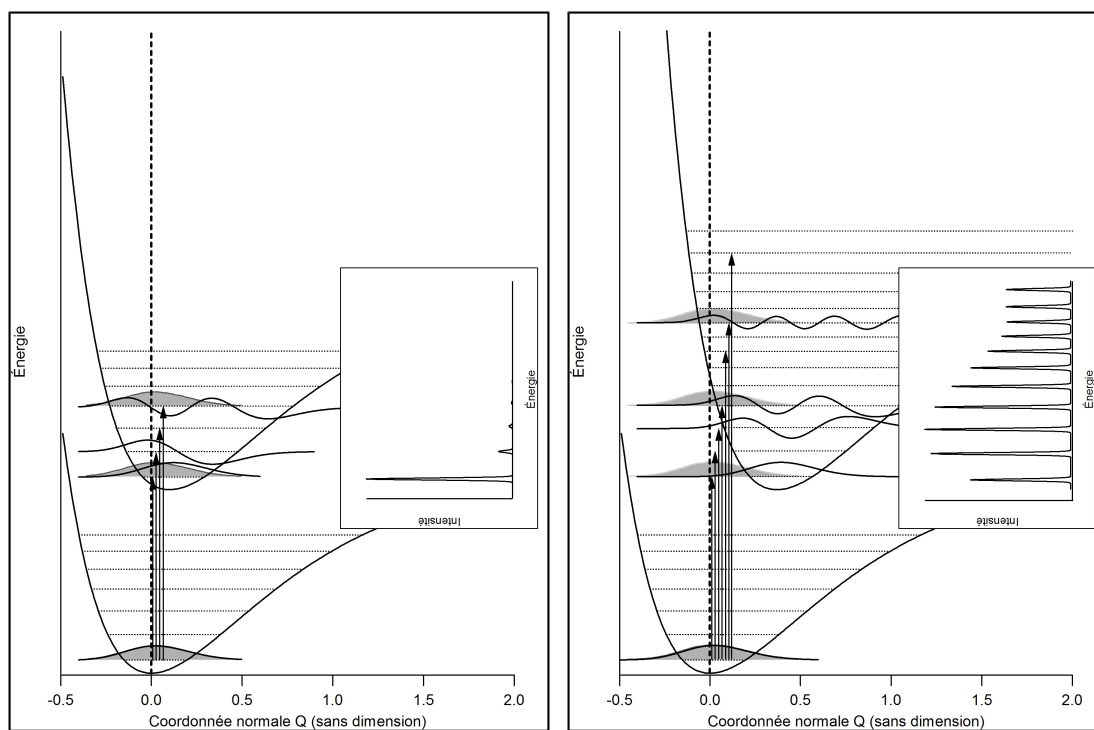 Énergie
Énergie
Intensité
-0.5 0.0 0.5 1.0 1.5 2.0
Coordonnée normale Q (sans dimension)
Énergie
Énergie
Intensité
-0.5 0.0 0.5 1.0 1.5 2.0
Coordonnée normale Q (sans dimension)